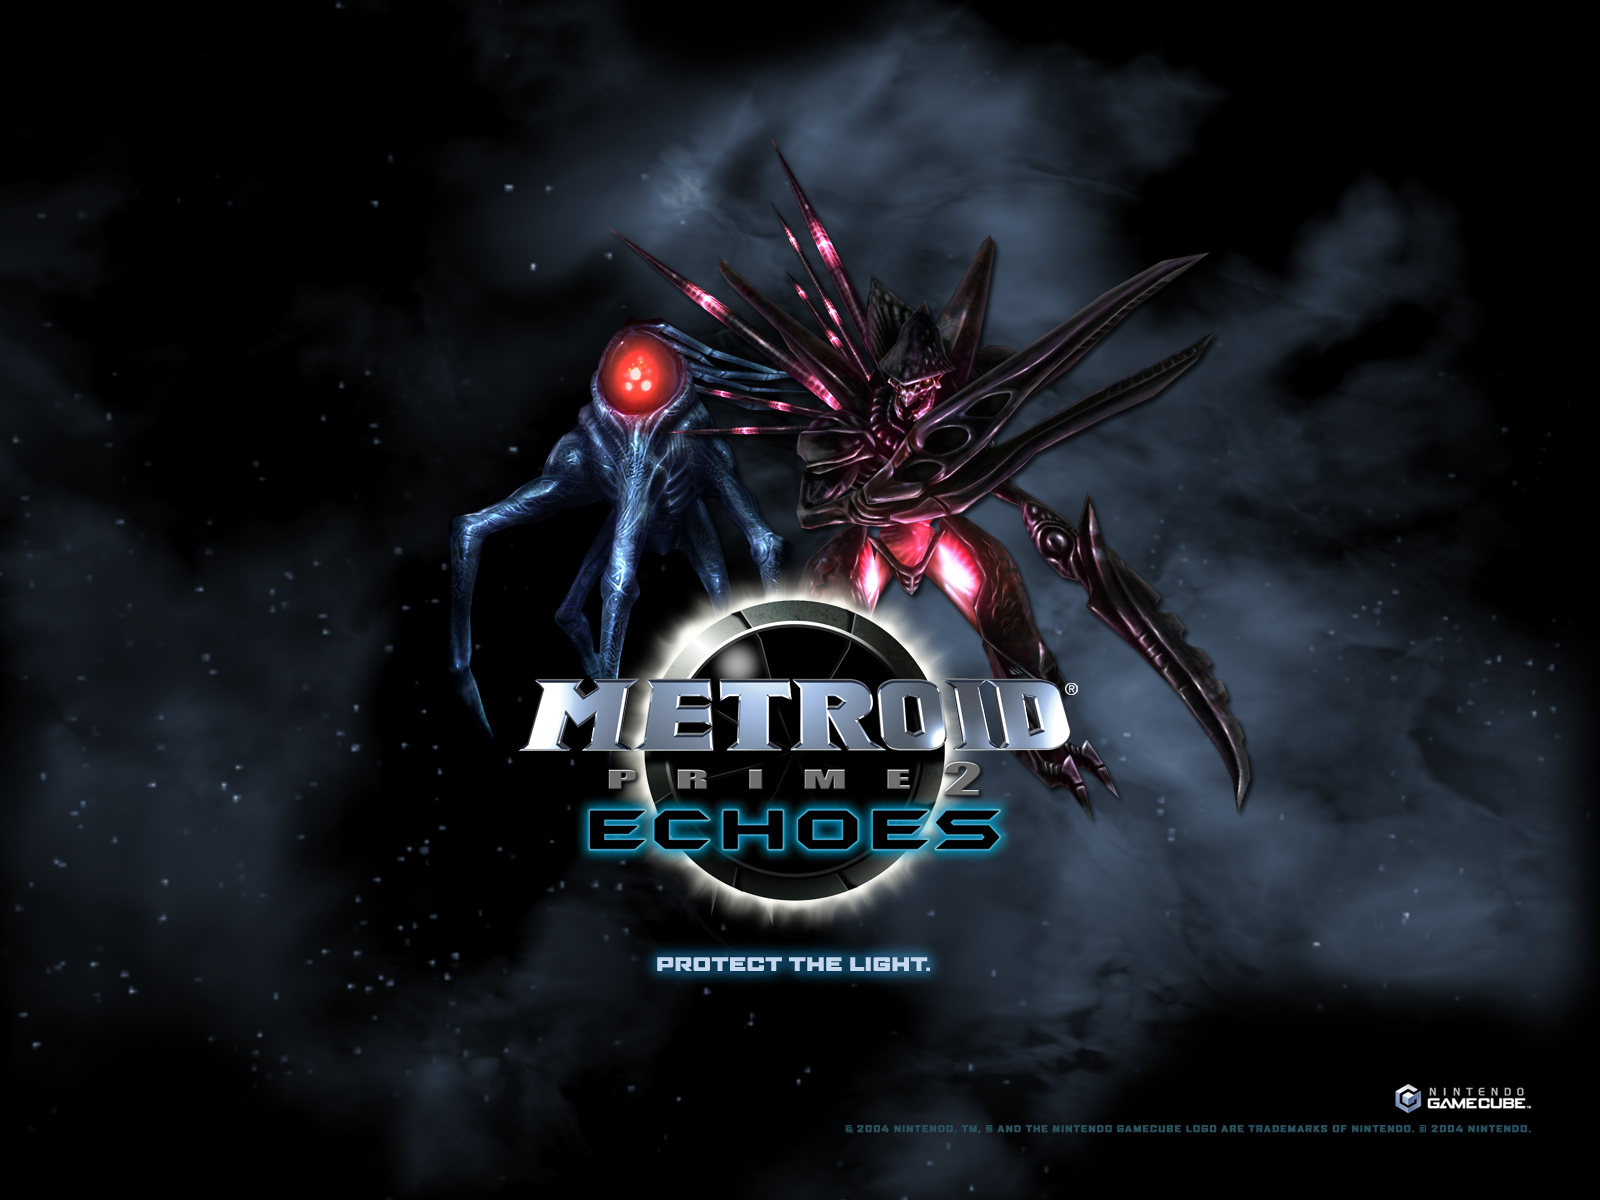 METROID®
PRIME 2
ECHOES
PROTECT THE LIGHT.
NINTENDO
GAMECUBE™
© 2004 NINTENDO. TM, ® AND THE NINTENDO GAMECUBE LOGO ARE TRADEMARKS OF NINTENDO. © 2004 NINTENDO.